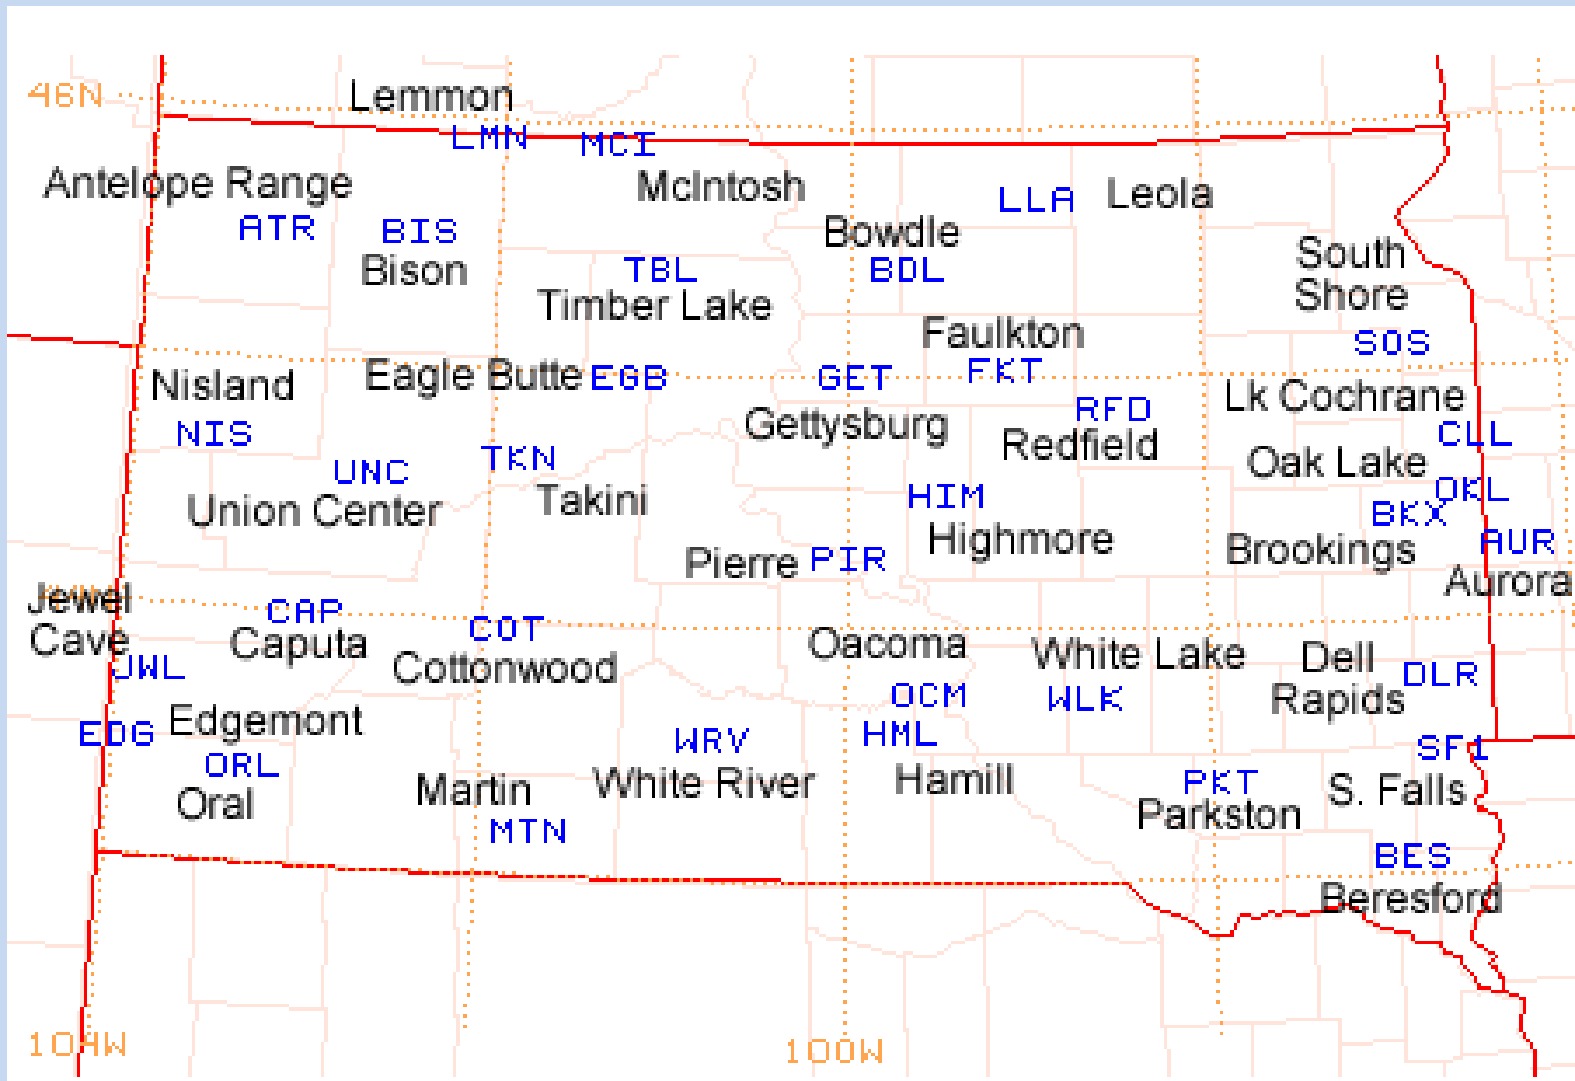 46N
Lemmon
LMN
MCI
Antelope Range
McIntosh
LLA
Leola
ATR
BIS
Bowdle
Bison
TBL
BDL
South
Shore
Timber Lake
Faulkton
SOS
Nisland
Eagle Butte
EGB
GET
FKT
Lk Cochrane
NIS
Gettysburg
RFD
Redfield
CLL
UNC
TKN
Oak Lake
OKL
Union Center
Takini
HIM
BKX
Highmore
Brookings
AUR
Pierre
PIR
Aurora
Jewel
Cave
CAP
Caputa
COT
Cottonwood
Oacoma
White Lake
Dell
Rapids
DLR
JWL
OCM
WLK
EDG
Edgemont
WRV
HML
SF1
ORL
Oral
Martin
White River
Hamill
PKT
Parkston
S. Falls
MTN
BES
Beresford
104W
100W